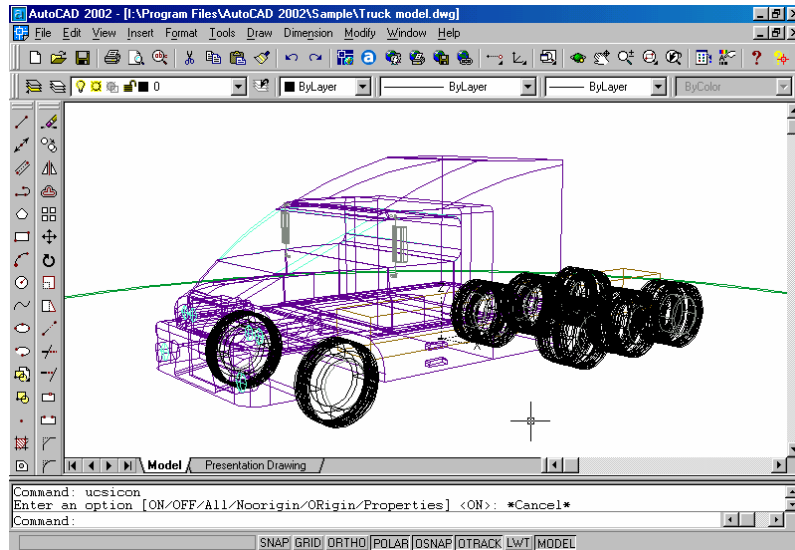 AutoCAD 2002 - [I:\Program Files\AutoCAD 2002\Sample\Truck model.dwg]
File Edit View Insert Format Tools Draw Dimension Modify Window Help
0 ByLayer ByLayer ByLayer ByColor
Model Presentation Drawing
Command: ucsicon
Enter an option [ON/OFF/All/Noorigin/ORigin/Properties] <ON>: *Cancel*
Command:
SNAP GRID ORTHO POLAR OSNAP OTRACK LWT MODEL